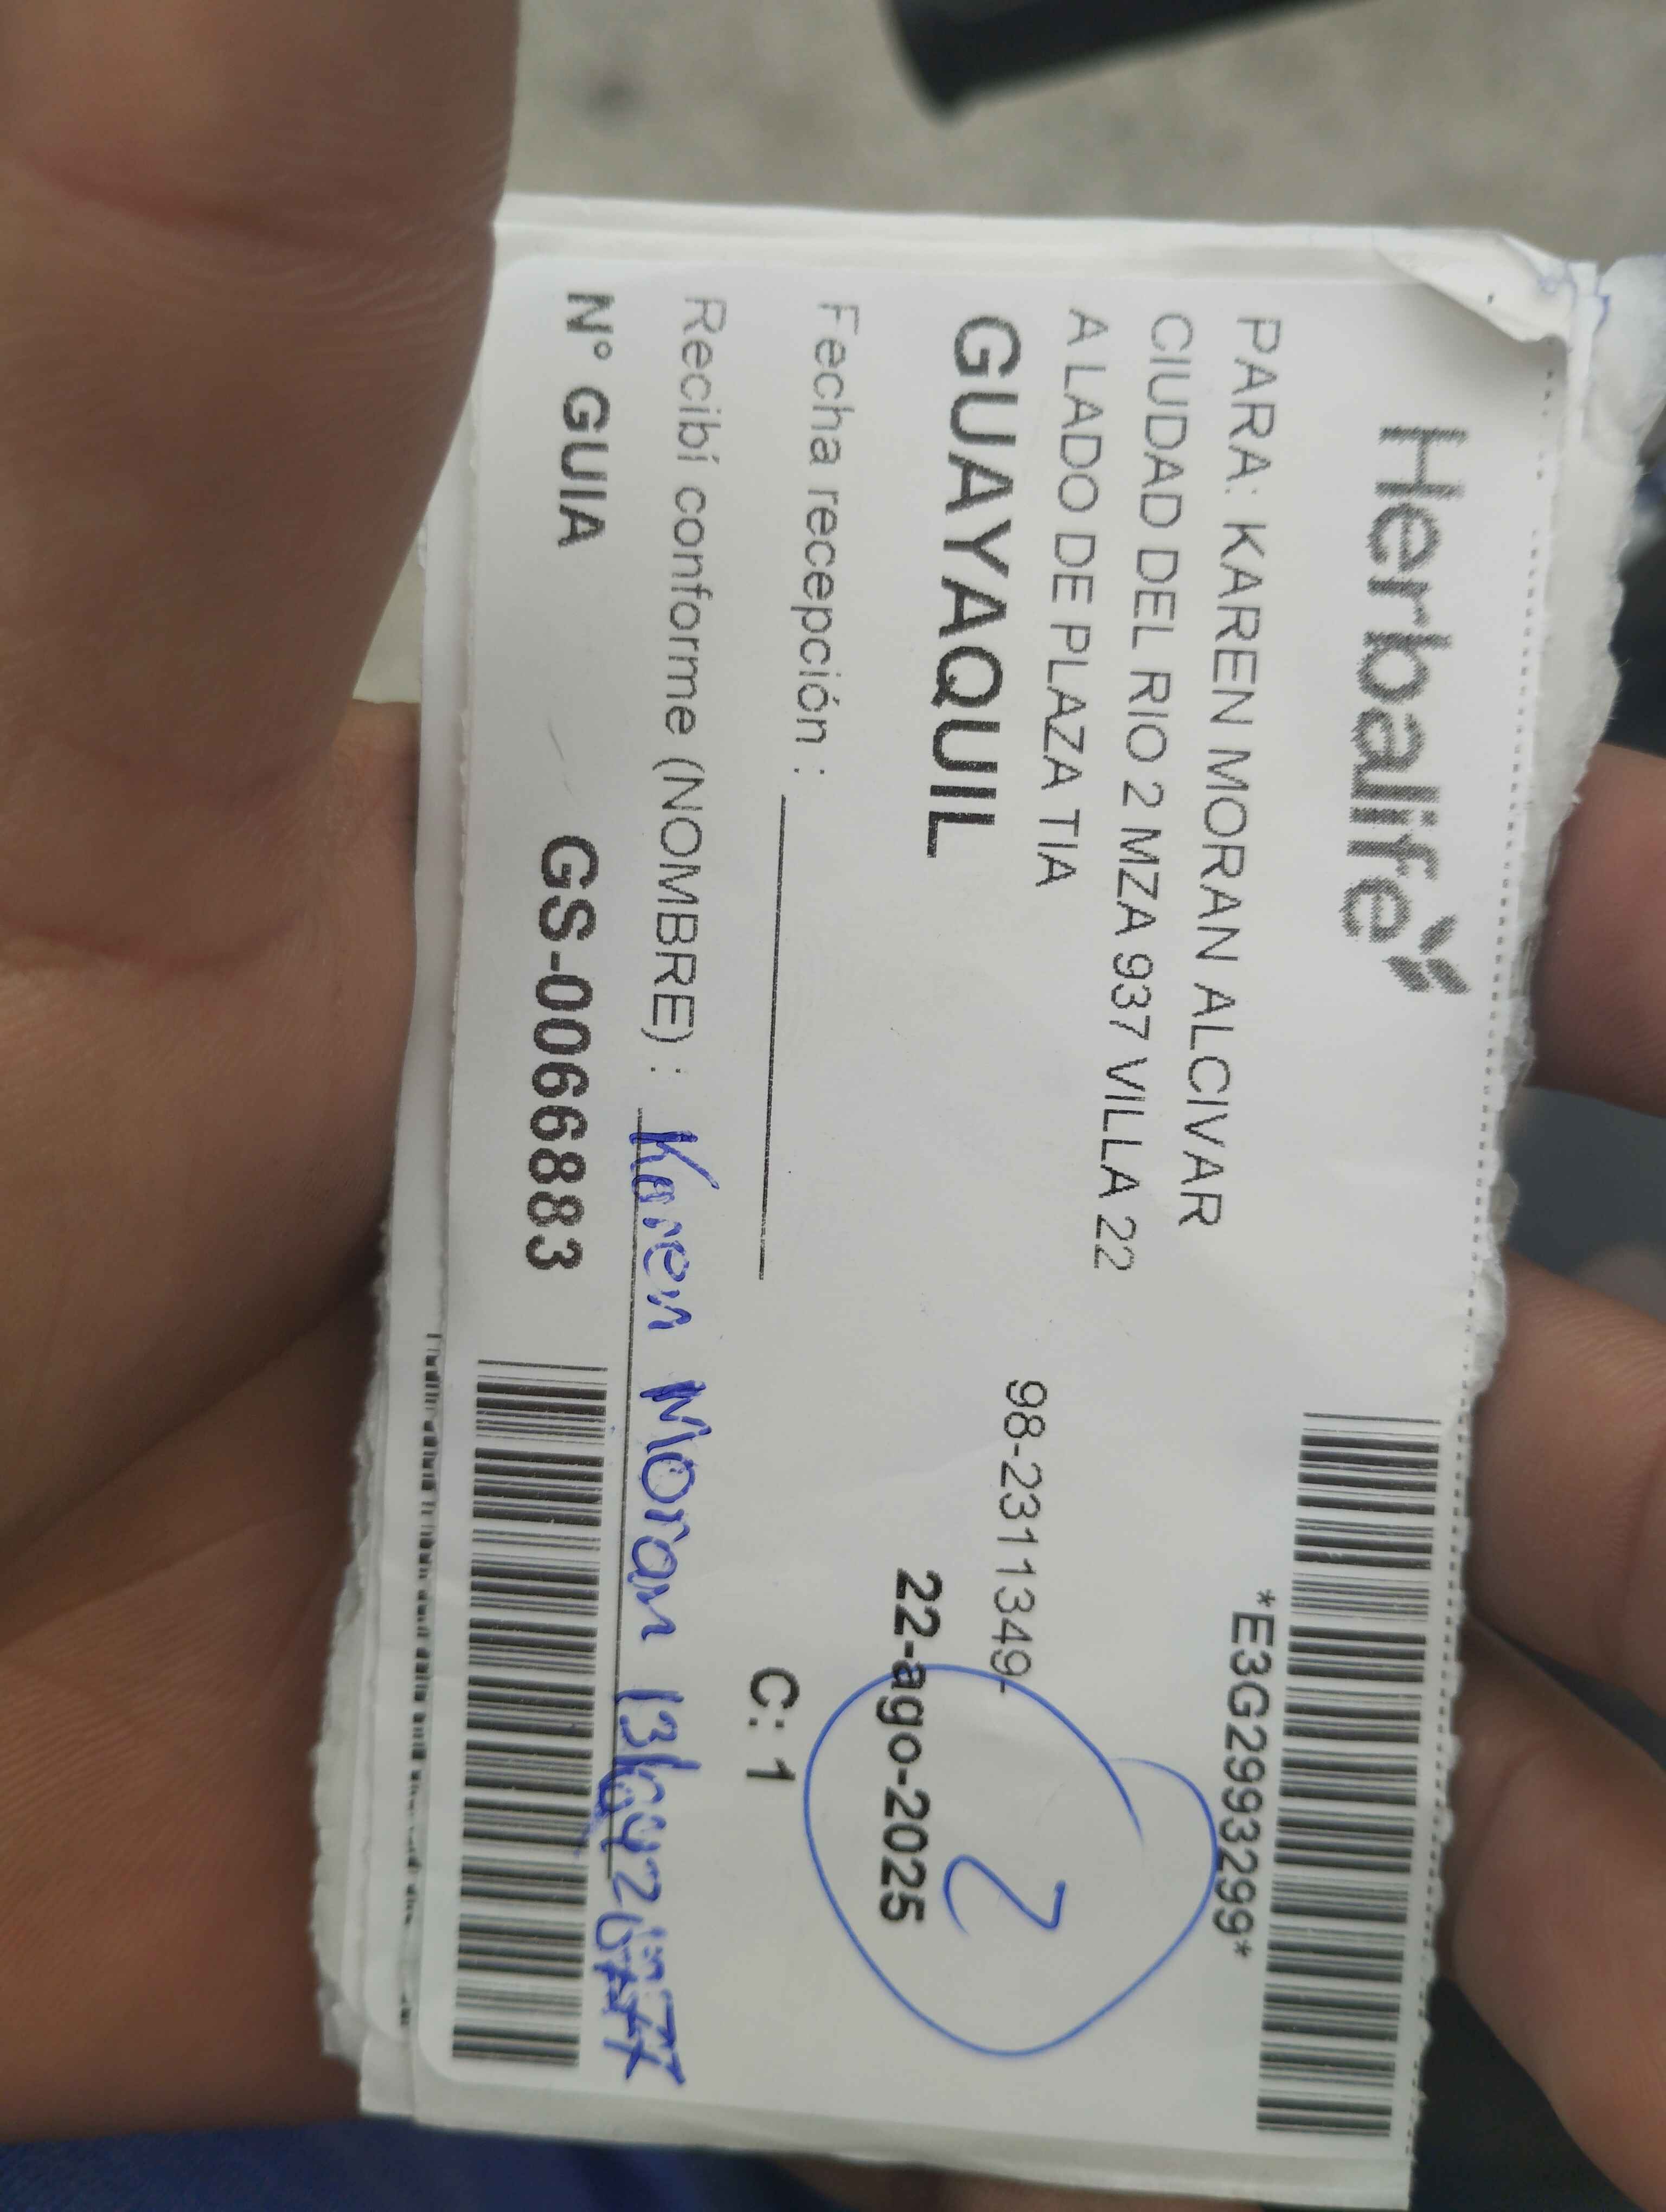 Herbalife
*E3G2993299*
PARA: KAREN MORAN ALCIVAR
CIUDAD DEL RIO 2 MZA 937 VILLA 22
A LADO DE PLAZA TIA
98-2311349-
2
GUAYAQUIL
22-ago-2025
Fecha recepción :
C: 1
Recibí conforme (NOMBRE) : Karen Moran
N° GUIA GS-0066883